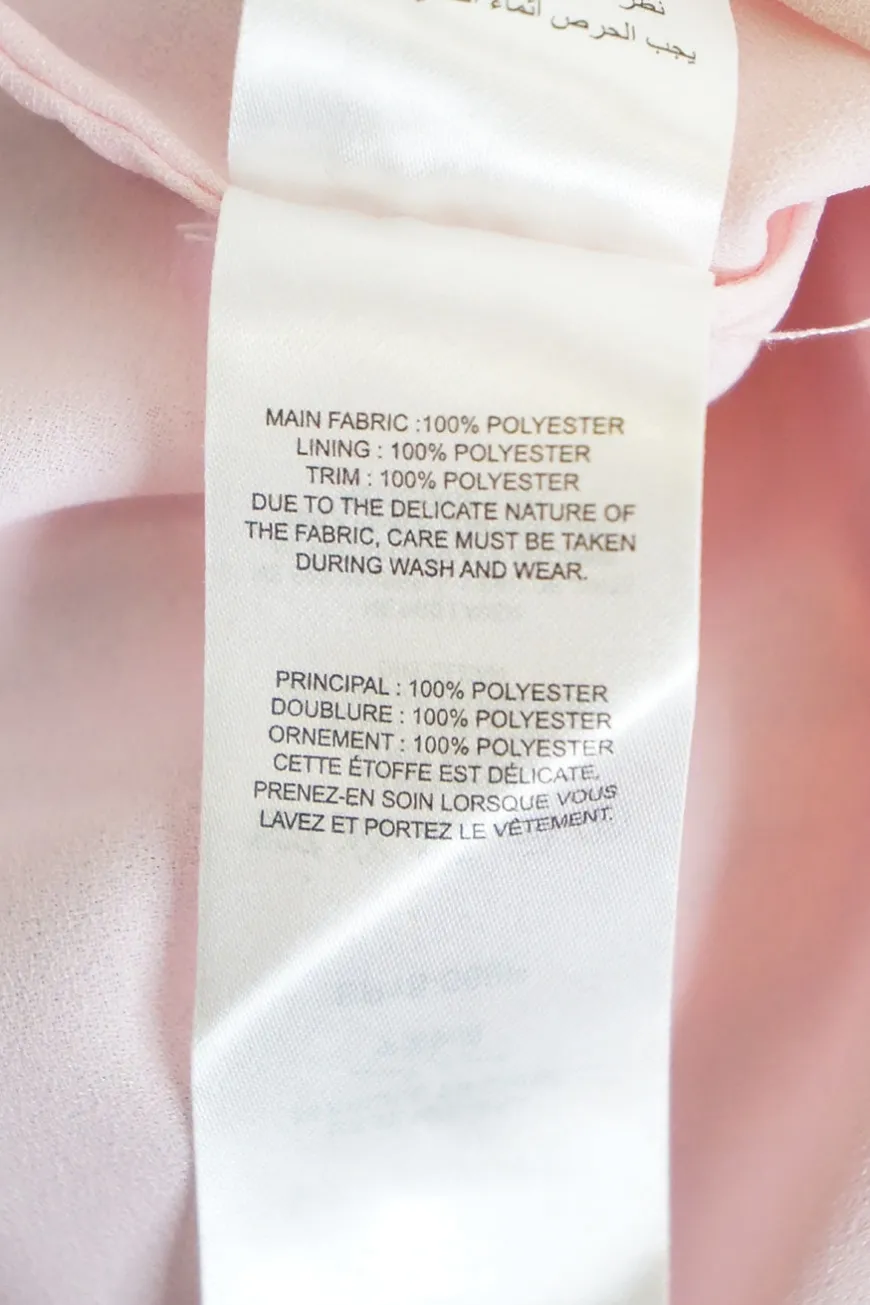 نظر
يجب الحرص أثناء
MAIN FABRIC :100% POLYESTER
LINING : 100% POLYESTER
TRIM : 100% POLYESTER
DUE TO THE DELICATE NATURE OF
THE FABRIC, CARE MUST BE TAKEN
DURING WASH AND WEAR.
PRINCIPAL : 100% POLYESTER
DOUBLURE : 100% POLYESTER
ORNEMENT : 100% POLYESTER
CETTE ÉTOFFE EST DÉLICATE.
PRENEZ-EN SOIN LORSQUE VOUS
LAVEZ ET PORTEZ LE VÊTEMENT.